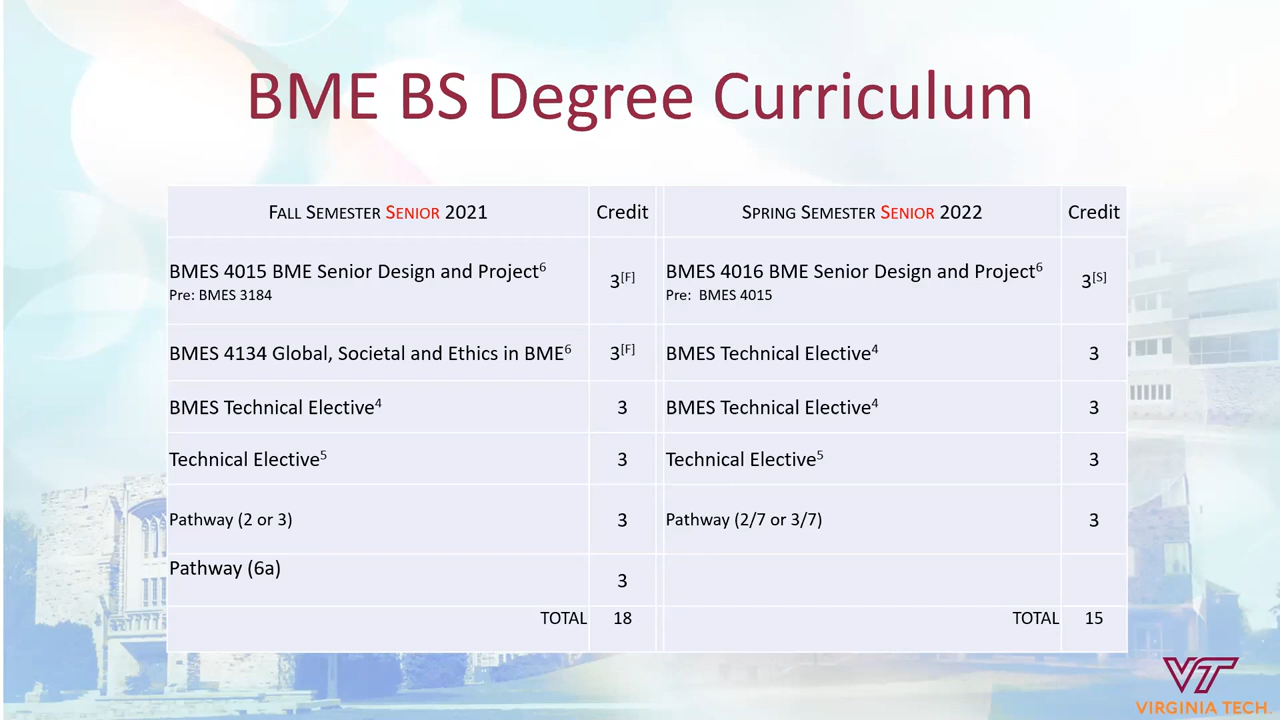 BME BS Degree Curriculum
Fall Semester Senior 2021 Credit Spring Semester Senior 2022 Credit
BMES 4015 BME Senior Design and Project⁶ 3[F] BMES 4016 BME Senior Design and Project⁶ 3[S]
Pre: BMES 3184 Pre: BMES 4015
BMES 4134 Global, Societal and Ethics in BME⁶ 3[F] BMES Technical Elective⁴ 3
BMES Technical Elective⁴ 3 BMES Technical Elective⁴ 3
Technical Elective⁵ 3 Technical Elective⁵ 3
Pathway (2 or 3) 3 Pathway (2/7 or 3/7) 3
Pathway (6a) 3
TOTAL 18 TOTAL 15
VT
VIRGINIA TECH.